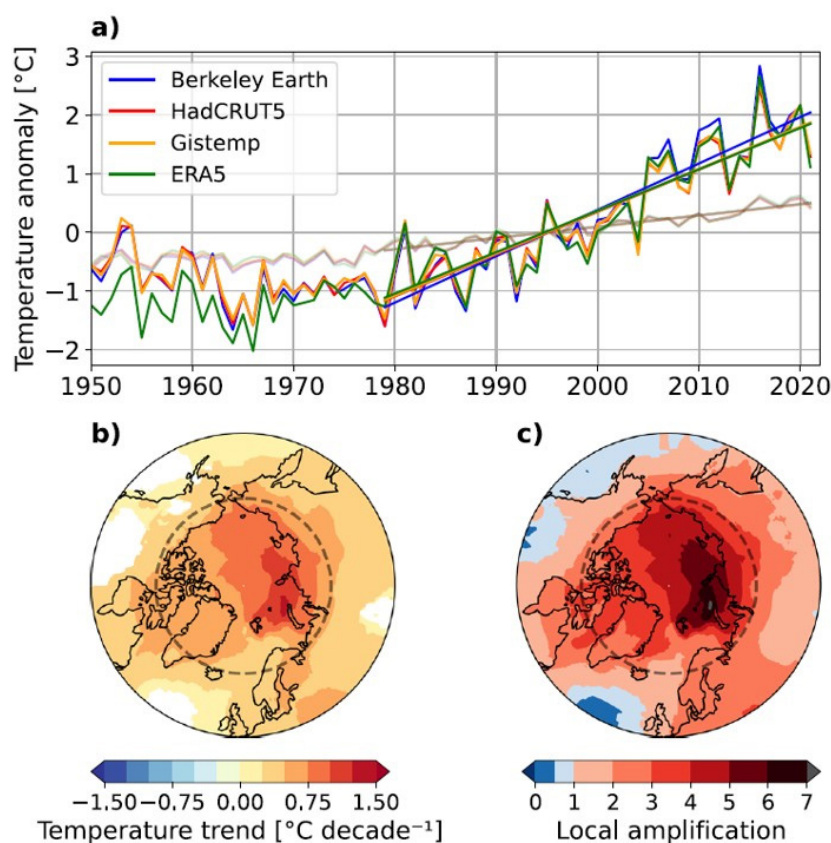 a)
Temperature anomaly [°C]
3
2
1
0
−1
−2
Berkeley Earth
HadCRUT5
Gistemp
ERA5
1950 1960 1970 1980 1990 2000 2010 2020
b)
−1.50 −0.75 0.00 0.75 1.50
Temperature trend [°C decade⁻¹]
c)
0 1 2 3 4 5 6 7
Local amplification